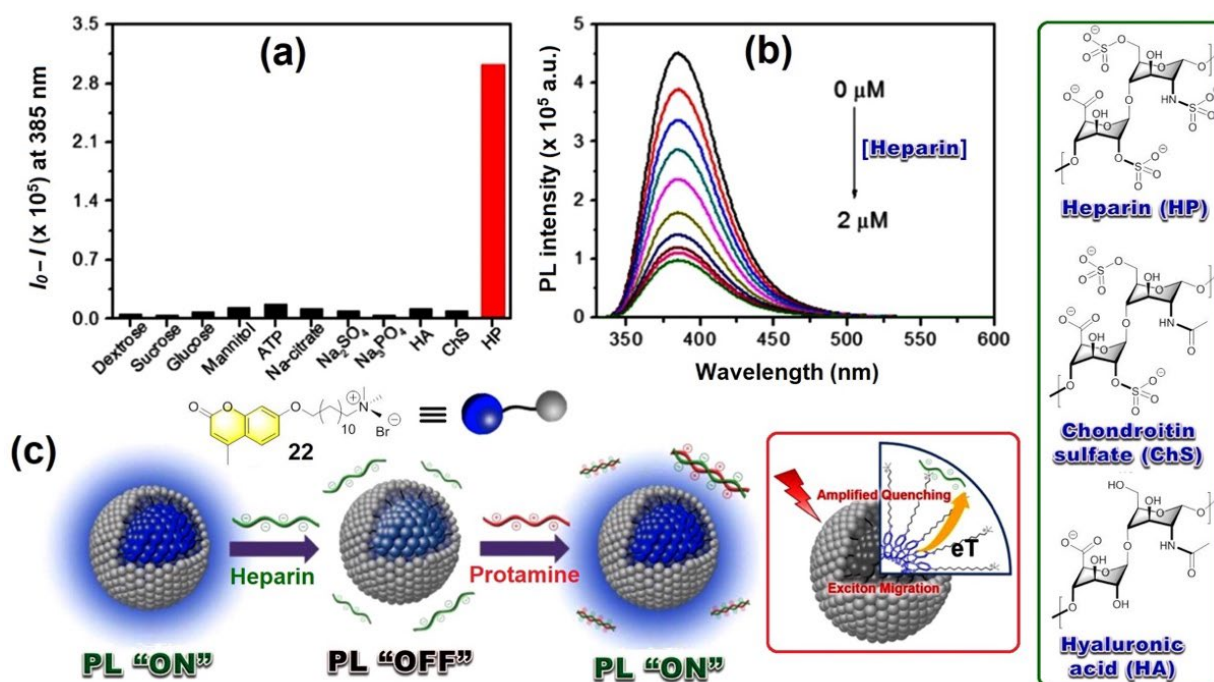 (a)
I₀ – I (x 10⁵) at 385 nm
3.5
2.8
2.1
1.4
0.7
0.0
Dextrose
Sucrose
Glucose
Mannitol
ATP
Na-citrate
Na₂SO₄
Na₃PO₄
HA
ChS
HP
(b)
PL intensity (x 10⁵ a.u.)
5
4
3
2
1
0
0 µM
[Heparin]
2 µM
350
400
450
500
550
600
Wavelength (nm)
O
O
O
N
+
Br
−
10
22
≡
(c)
Heparin
Protamine
PL “ON”
PL “OFF”
PL “ON”
Amplified Quenching
eT
Exciton Migration
Heparin (HP)
Chondroitin
sulfate (ChS)
HO
OH
O
NH
O
Hyaluronic
acid (HA)